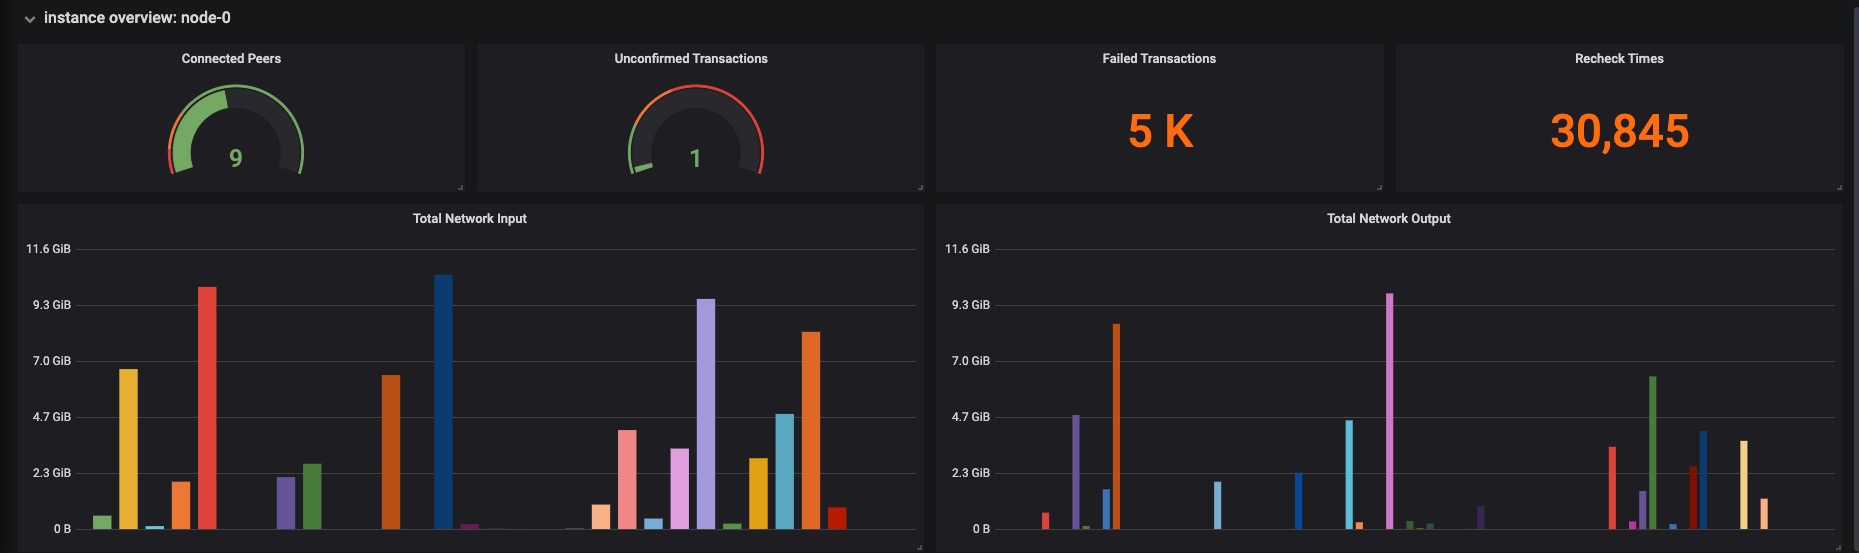 instance overview: node-0
Connected Peers
9
Unconfirmed Transactions
1
Failed Transactions
5 K
Recheck Times
30,845
Total Network Input
11.6 GiB
9.3 GiB
7.0 GiB
4.7 GiB
2.3 GiB
0 B
Total Network Output
11.6 GiB
9.3 GiB
7.0 GiB
4.7 GiB
2.3 GiB
0 B